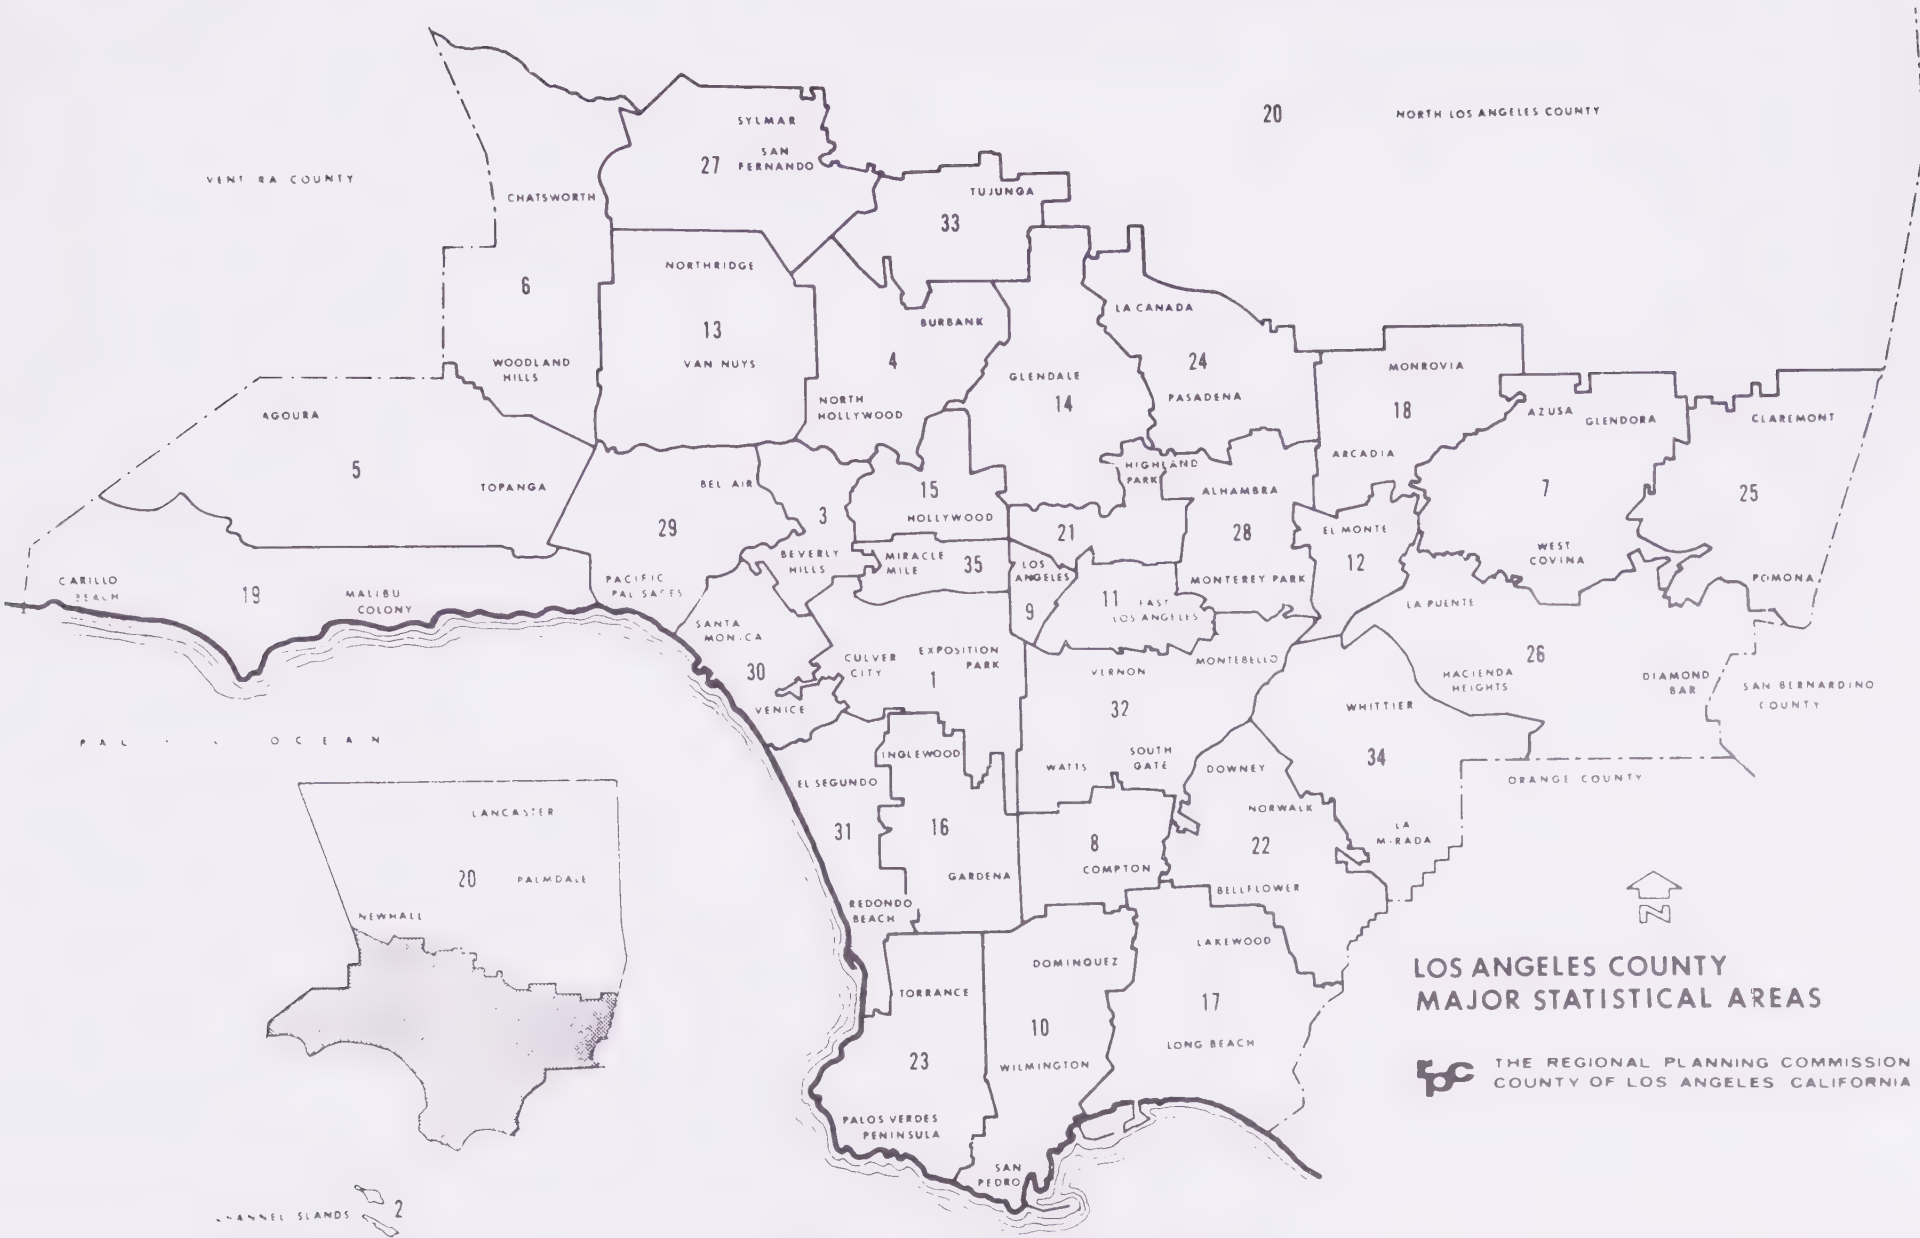 20
NORTH LOS ANGELES COUNTY
SYLMAR
27
SAN
FERNANDO
COUNTY
CHATSWORTH
TUJUNGA
33
6
NORTHRIDGE
13
VAN NUYS
BURBANK
4
NORTH
HOLLYWOOD
LA CANADA
24
PASADENA
GLENDALE
14
WOODLAND
HILLS
MONROVIA
18
ARCADIA
AZUSA
GLENDORA
CLAREMONT
AGOURA
5
TOPANGA
BEL AIR
29
3
15
HOLLYWOOD
HIGHLAND
PARK
ALHAMBRA
28
7
25
21
EL MONTE
12
WEST
COVINA
BEVERLY
HILLS
MIRACLE
MILE
35
LOS
ANGELES
9
11
EAST
LOS ANGELES
MONTEREY PARK
POMONA
LA PUENTE
CARILLO
BEACH
19
MALIBU
COLONY
PACIFIC
SANTA
MONICA
30
VENICE
CULVER
CITY
EXPOSITION
PARK
1
VERNON
MONTEBELLO
32
26
HACIENDA
HEIGHTS
DIAMOND
BAR
SAN BERNARDINO
COUNTY
WHITTIER
34
OCEAN
INGLEWOOD
EL SEGUNDO
31
16
GARDENA
WATTS
SOUTH
GATE
DOWNEY
NORWALK
22
ORANGE COUNTY
LA
MIRADA
8
COMPTON
BELLFLOWER
REDONDO
BEACH
LAKEWOOD
DOMINQUEZ
TORRANCE
23
10
WILMINGTON
17
LONG BEACH
PALOS VERDES
PENINSULA
SAN
PEDRO
LANCASTER
20
PALMDALE
NEWHALL
2
N
LOS ANGELES COUNTY
MAJOR STATISTICAL AREAS
rpc
THE REGIONAL PLANNING COMMISSION
COUNTY OF LOS ANGELES CALIFORNIA